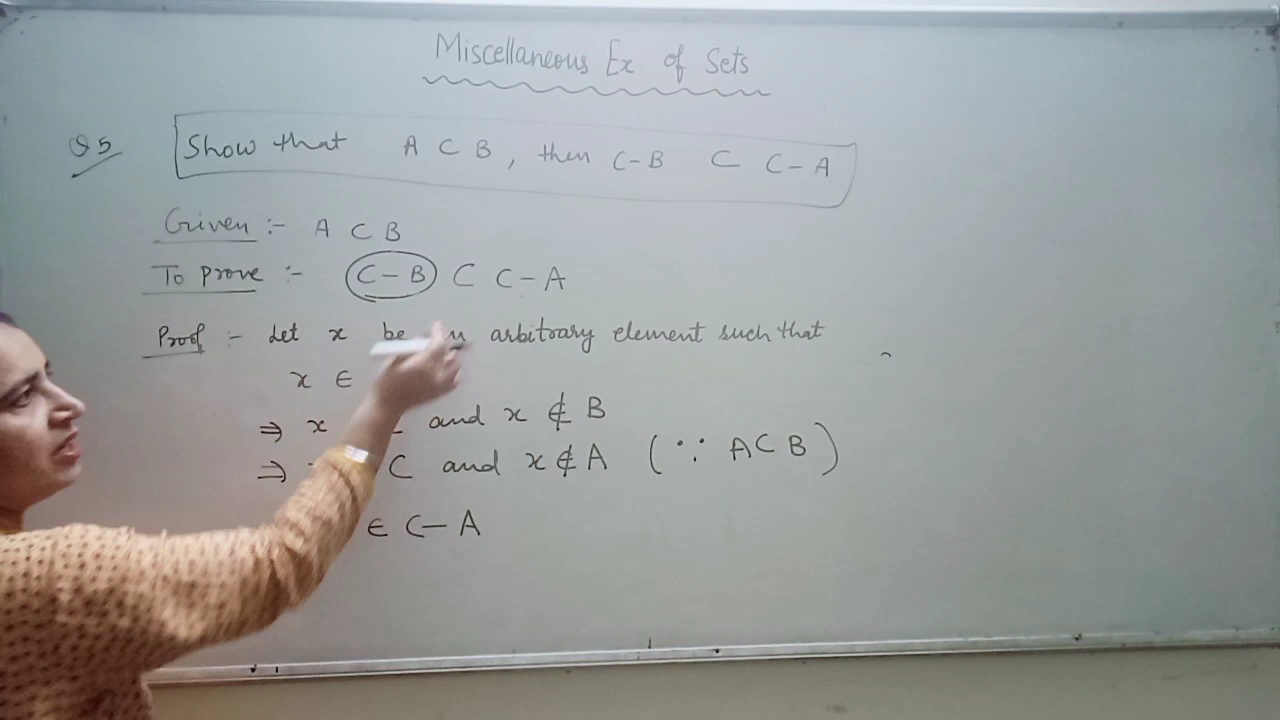 Miscellaneous Ex of Sets
Q5 Show that A ⊂ B, then C-B ⊂ C-A
Given :- A ⊂ B
To prove :- C-B ⊂ C-A
Proof :- Let x be arbitrary element such that
x ∈
⇒ x and x ∉ B
⇒ C and x ∉ A (∵ A⊂B)
∈ C-A